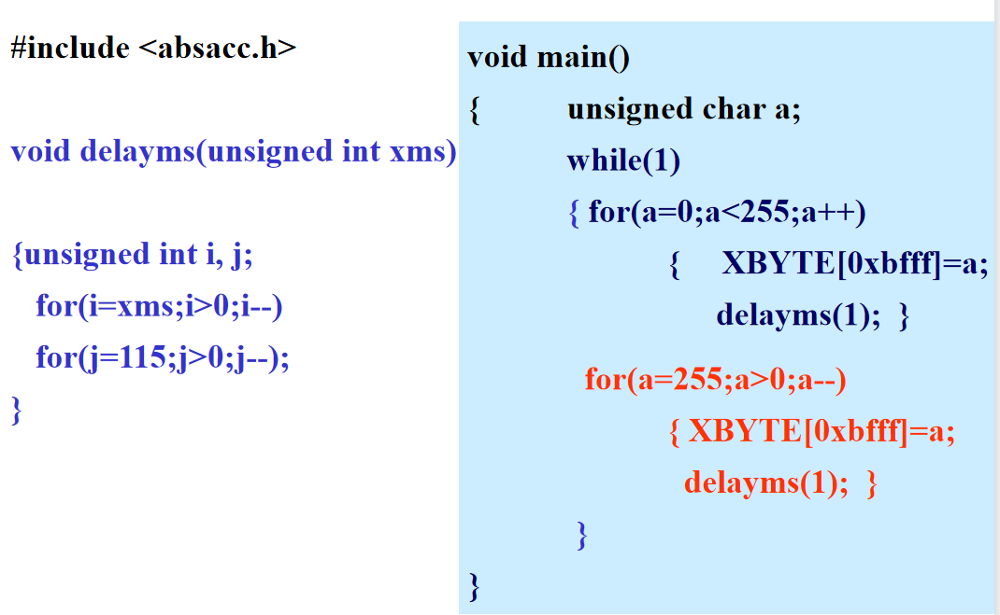 #include <absacc.h>
void delayms(unsigned int xms)
{unsigned int i, j;
for(i=xms;i>0;i--)
for(j=115;j>0;j--);
}
void main()
{ unsigned char a;
while(1)
{ for(a=0;a<255;a++)
{ XBYTE[0xbfff]=a;
delayms(1); }
for(a=255;a>0;a--)
{ XBYTE[0xbfff]=a;
delayms(1); }
}
}